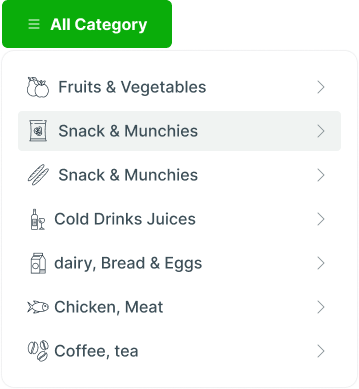 All Category
Fruits & Vegetables
Snack & Munchies
Snack & Munchies
Cold Drinks Juices
dairy, Bread & Eggs
Chicken, Meat
Coffee, tea